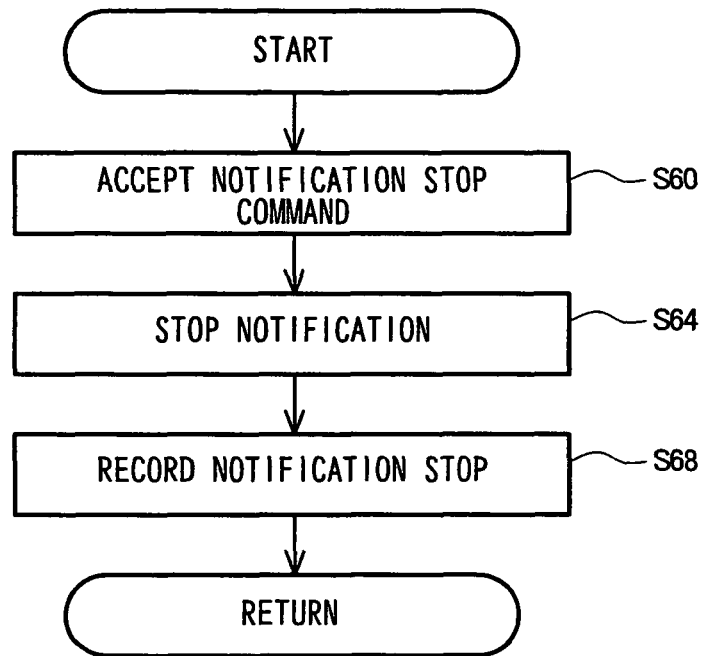 START
ACCEPT NOTIFICATION STOP
COMMAND
S60
STOP NOTIFICATION
S64
RECORD NOTIFICATION STOP
S68
RETURN